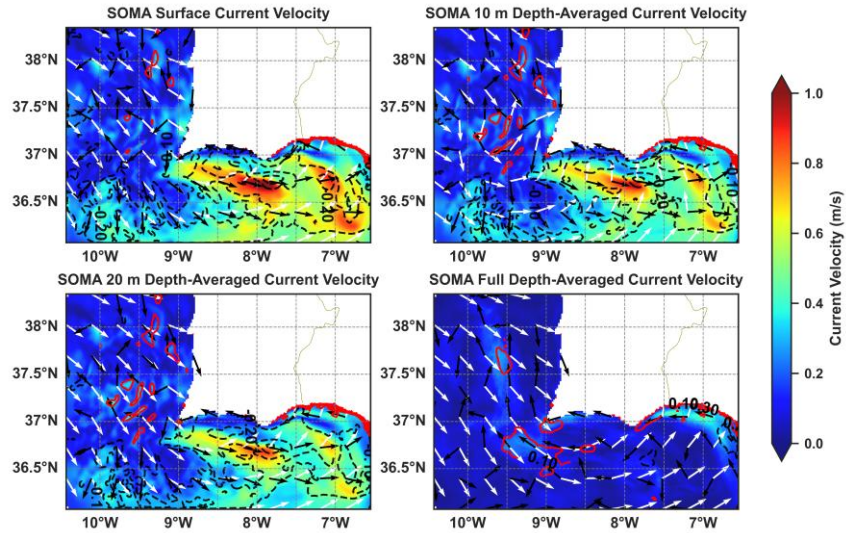 SOMA Surface Current Velocity
SOMA 10 m Depth-Averaged Current Velocity
38°N
37.5°N
37°N
36.5°N
10°W 9°W 8°W 7°W
38°N
37.5°N
37°N
36.5°N
10°W 9°W 8°W 7°W
SOMA 20 m Depth-Averaged Current Velocity
SOMA Full Depth-Averaged Current Velocity
38°N
37.5°N
37°N
36.5°N
10°W 9°W 8°W 7°W
38°N
37.5°N
37°N
36.5°N
0.10
10°W 9°W 8°W 7°W
1.0
0.8
0.6
0.4
0.2
0.0
Current Velocity (m/s)